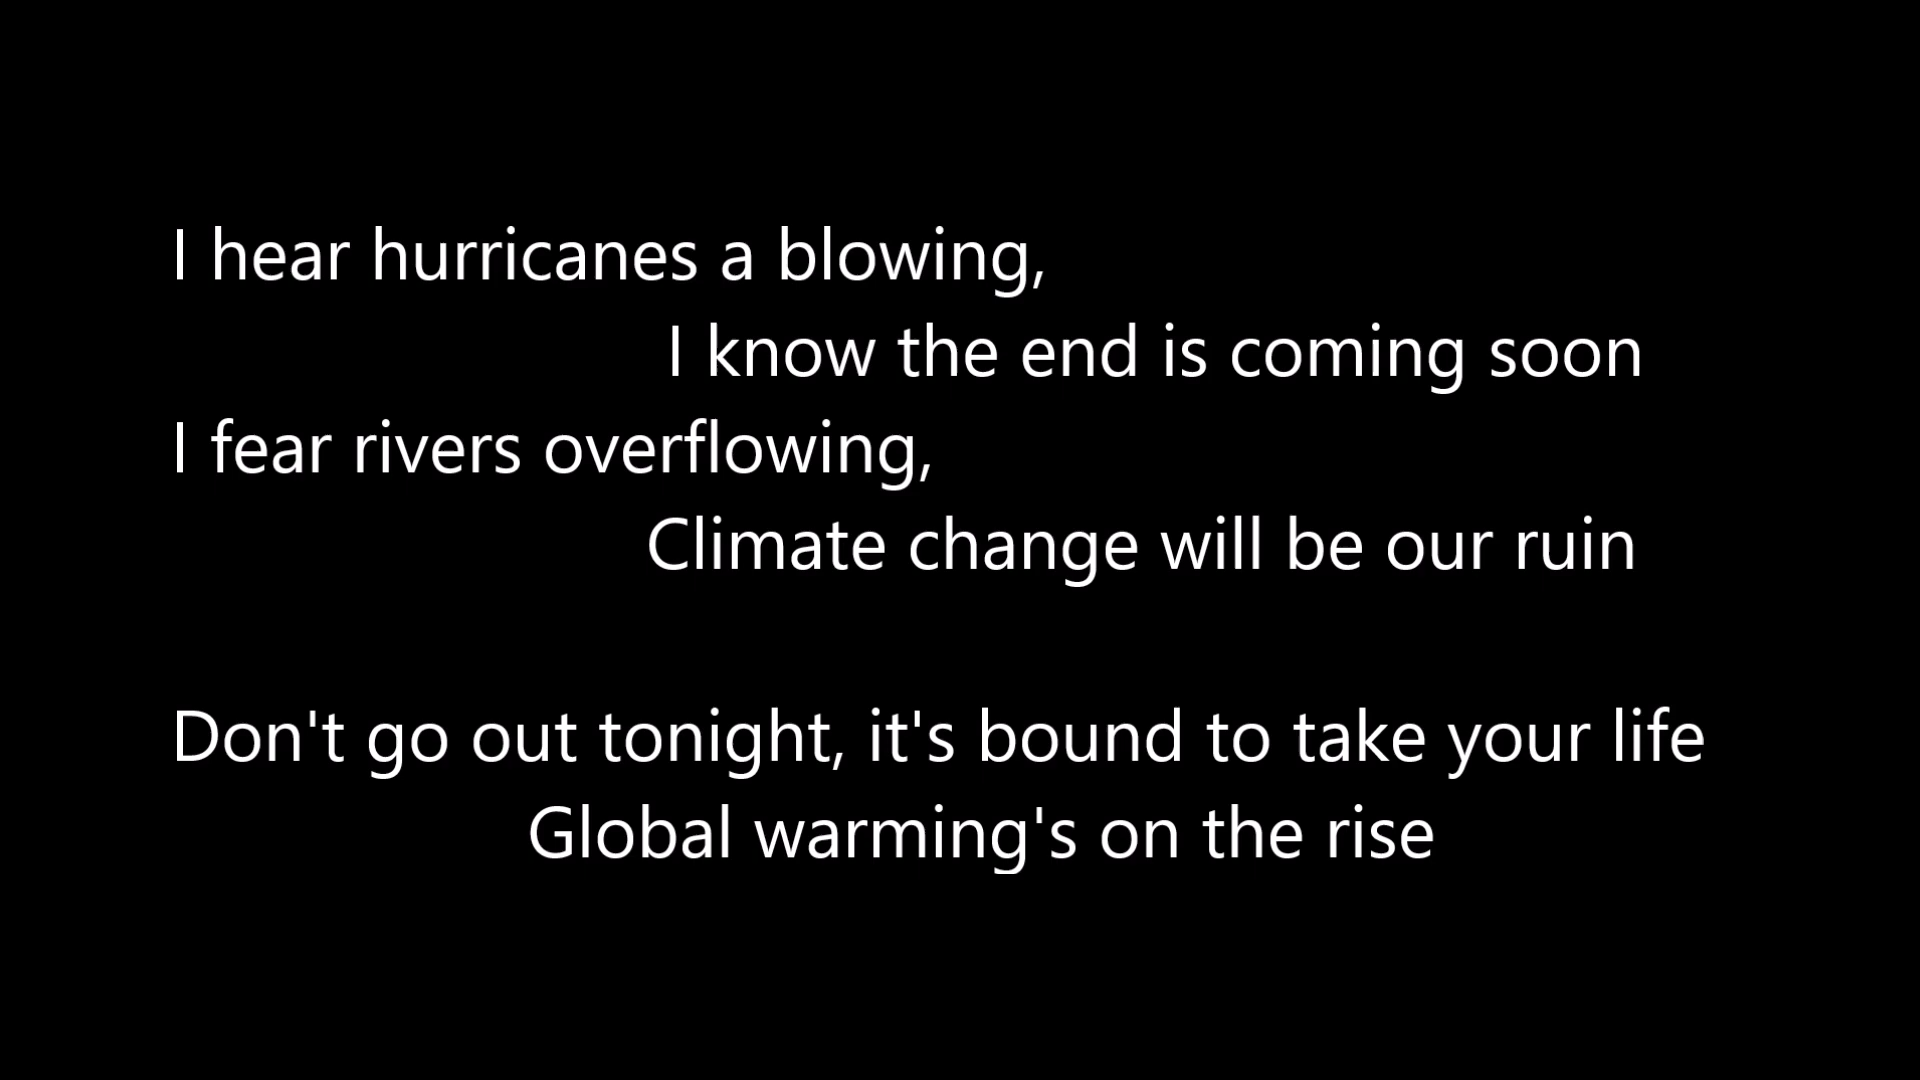 I hear hurricanes a blowing,
I know the end is coming soon
I fear rivers overflowing,
Climate change will be our ruin
Don't go out tonight, it's bound to take your life
Global warming's on the rise